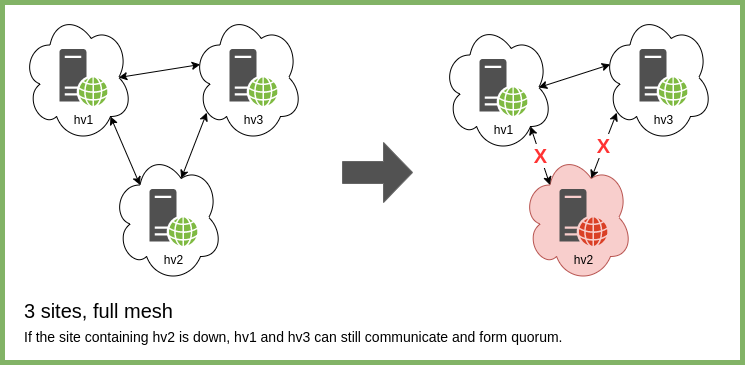 hv1
hv3
hv2
hv1
hv3
X
X
hv2
3 sites, full mesh
If the site containing hv2 is down, hv1 and hv3 can still communicate and form quorum.